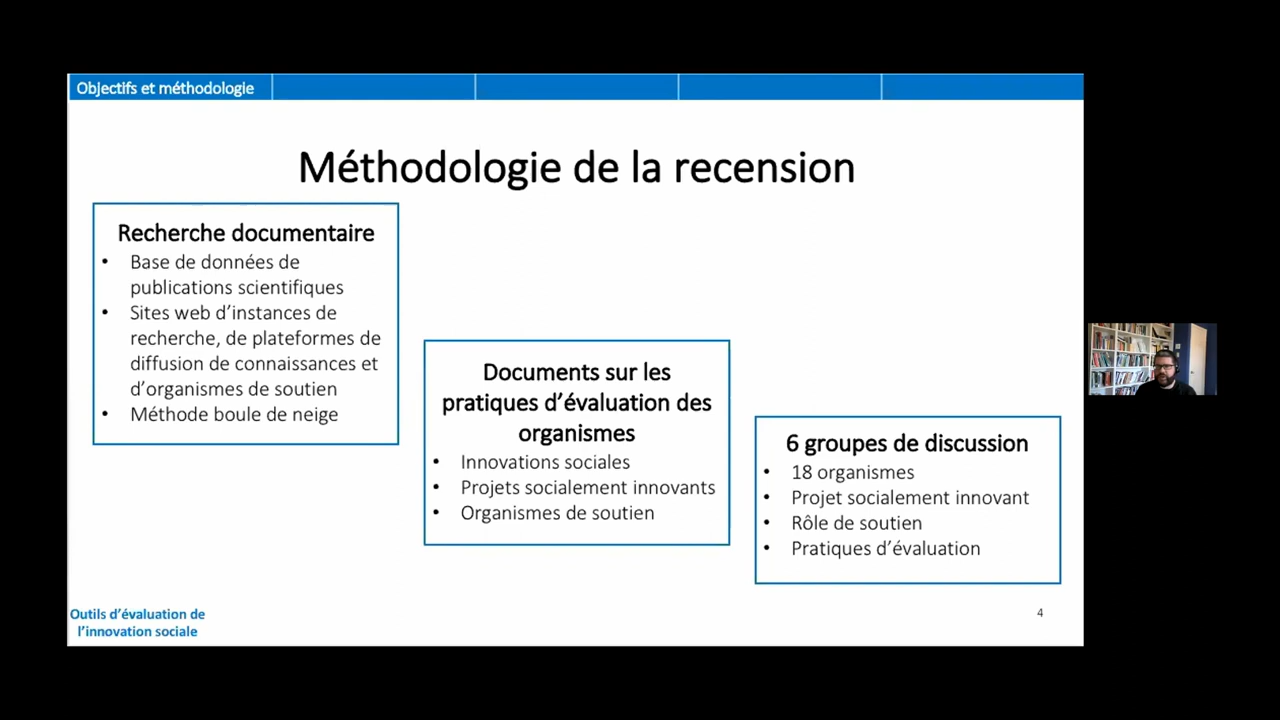 Objectifs et méthodologie
Méthodologie de la recension
Recherche documentaire
• Base de données de
publications scientifiques
• Sites web d’instances de
recherche, de plateformes de
diffusion de connaissances et
d’organismes de soutien
• Méthode boule de neige
Documents sur les
pratiques d’évaluation des
organismes
• Innovations sociales
• Projets socialement innovants
• Organismes de soutien
6 groupes de discussion
• 18 organismes
• Projet socialement innovant
• Rôle de soutien
• Pratiques d’évaluation
Outils d’évaluation de
l’innovation sociale
4